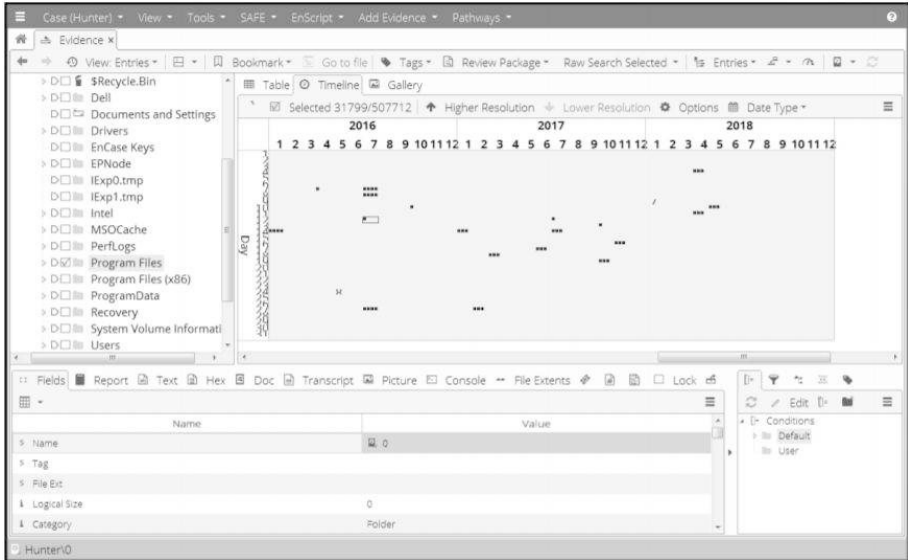 Case (Hunter) View Tools SAFE EnScript Add Evidence Pathways
Evidence x
View: Entries Bookmark Go to file Tags Review Package Raw Search Selected Entries
$Recycle.Bin
Dell
Documents and Settings
Drivers
EnCase Keys
EPNode
IExp0.tmp
IExp1.tmp
Intel
MSOCache
PerfLogs
Program Files
Program Files (x86)
ProgramData
Recovery
System Volume Informati
Users
Table Timeline Gallery
Selected 31799/507712 Higher Resolution Lower Resolution Options Date Type
2016 2017 2018
1 2 3 4 5 6 7 8 9 10 11 12 1 2 3 4 5 6 7 8 9 10 11 12 1 2 3 4 5 6 7 8 9 10 11 12
Day
Fields Report Text Hex Doc Transcript Picture Console File Extents Lock
Name Value
Name 0
Tag
File Ext
Logical Size 0
Category Folder
Edit
Conditions
Default
User
Hunter\0